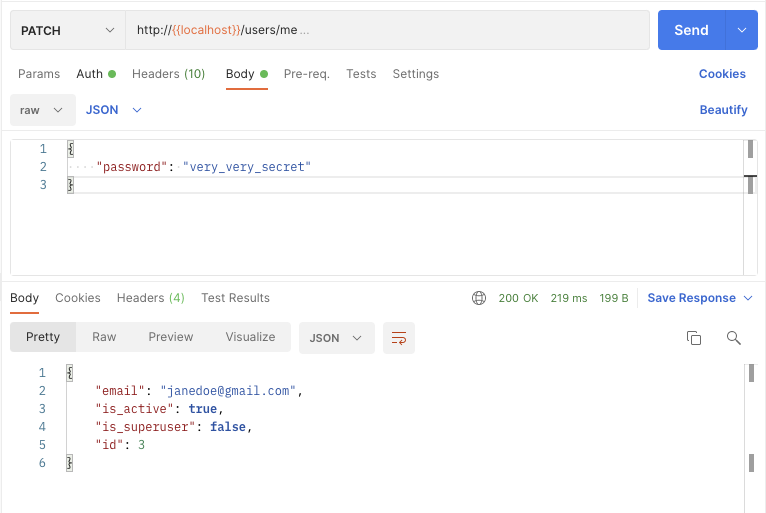 PATCH http://{{localhost}}/users/me ... Send
Params Auth Headers (10) Body Pre-req. Tests Settings Cookies
raw JSON Beautify
1 {
2 "password": "very_very_secret"
3 }
Body Cookies Headers (4) Test Results 200 OK 219 ms 199 B Save Response
Pretty Raw Preview Visualize JSON
1 {
2 "email": "janedoe@gmail.com",
3 "is_active": true,
4 "is_superuser": false,
5 "id": 3
6 }